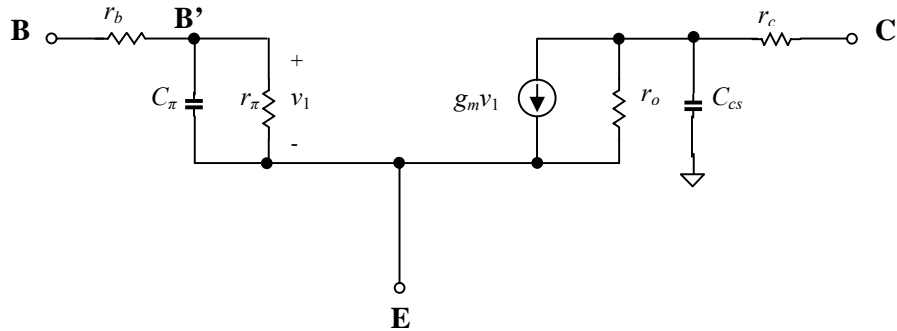 r_b
B'
r_c
B
C
+
C_π
r_π
v_1
g_m v_1
r_o
C_cs
-
E